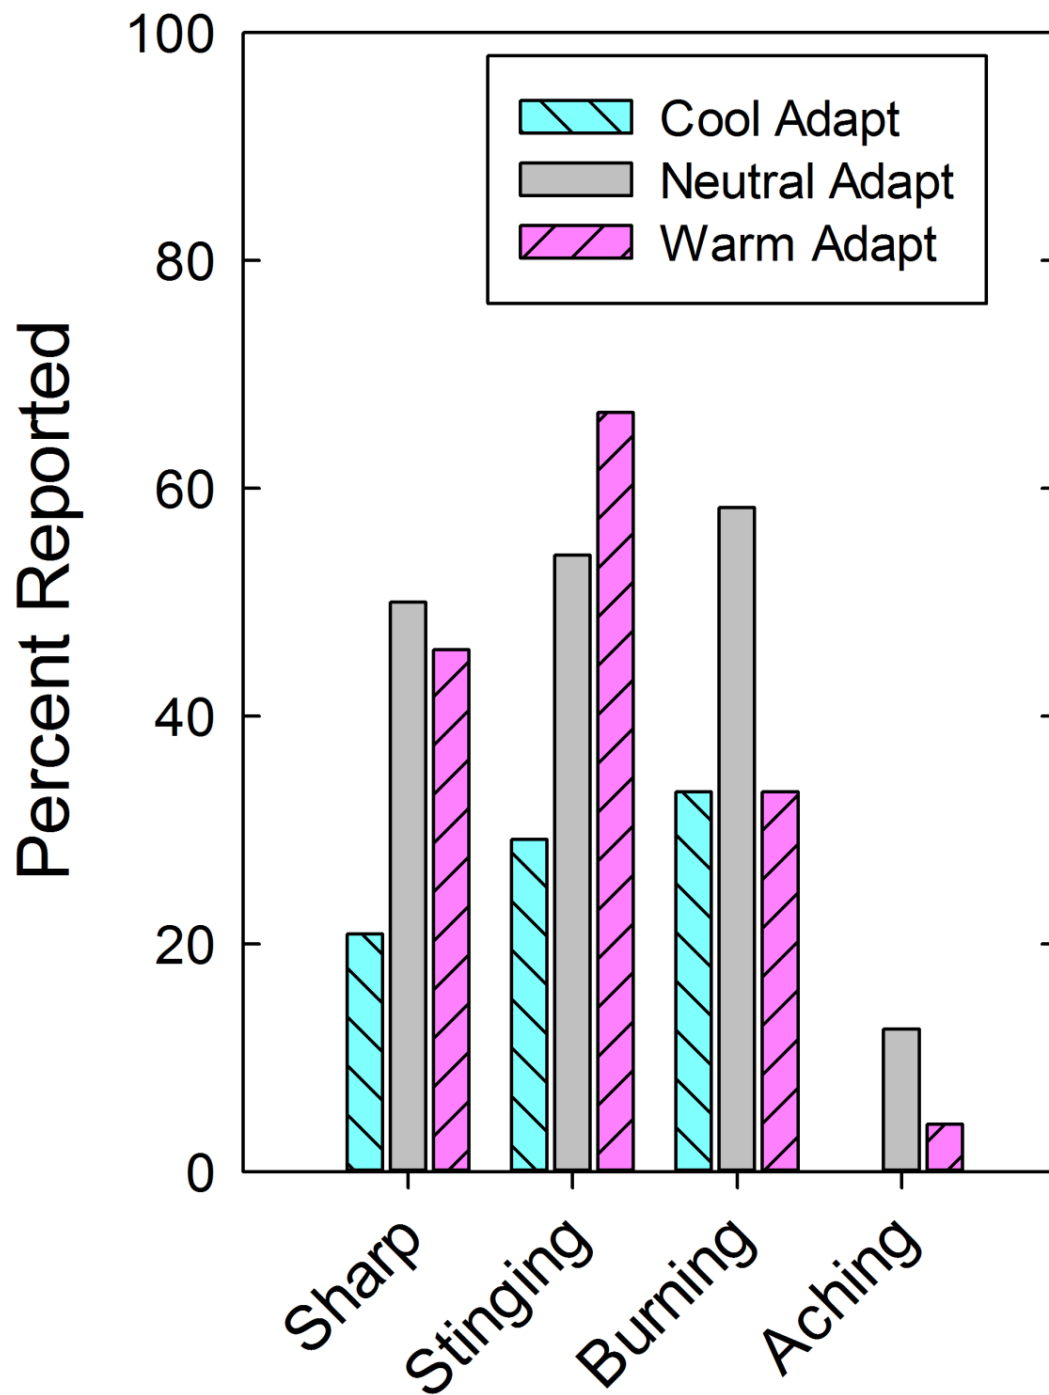 100
80
60
40
20
0
Percent Reported
Cool Adapt
Neutral Adapt
Warm Adapt
Sharp
Stinging
Burning
Aching